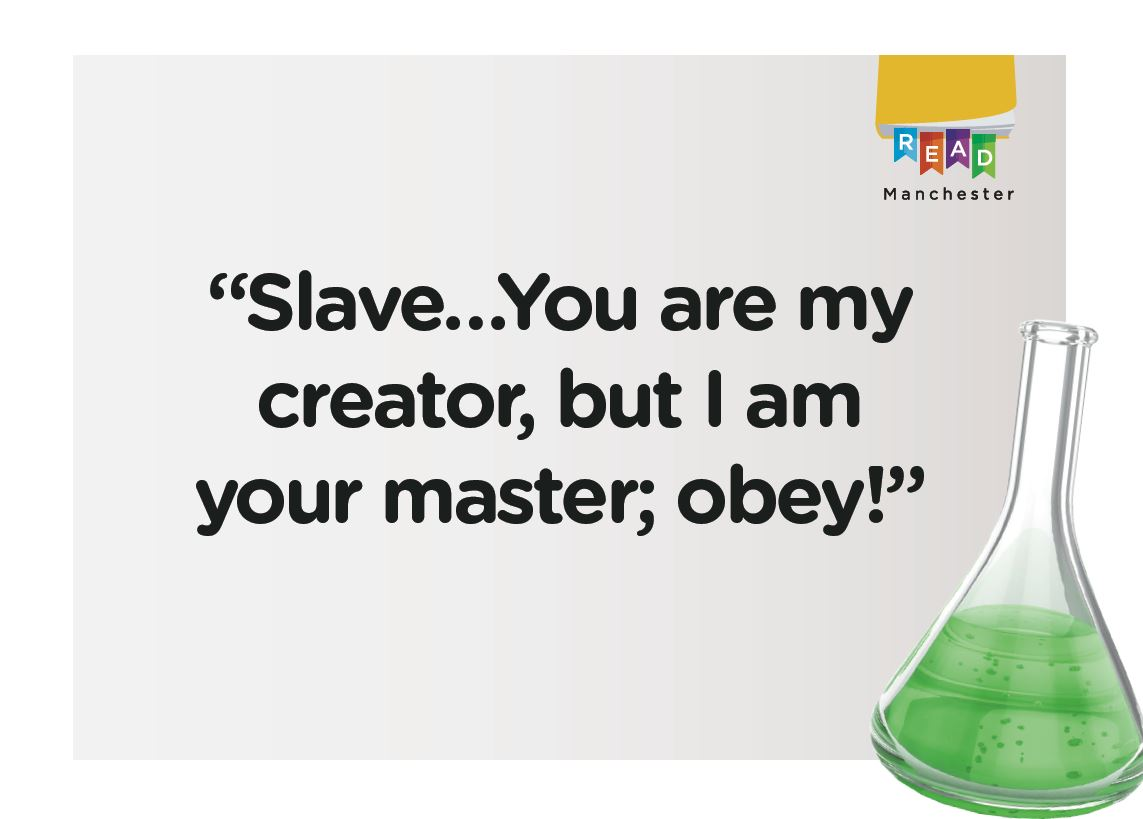 READ
Manchester
“Slave...You are my
creator, but I am
your master; obey!”